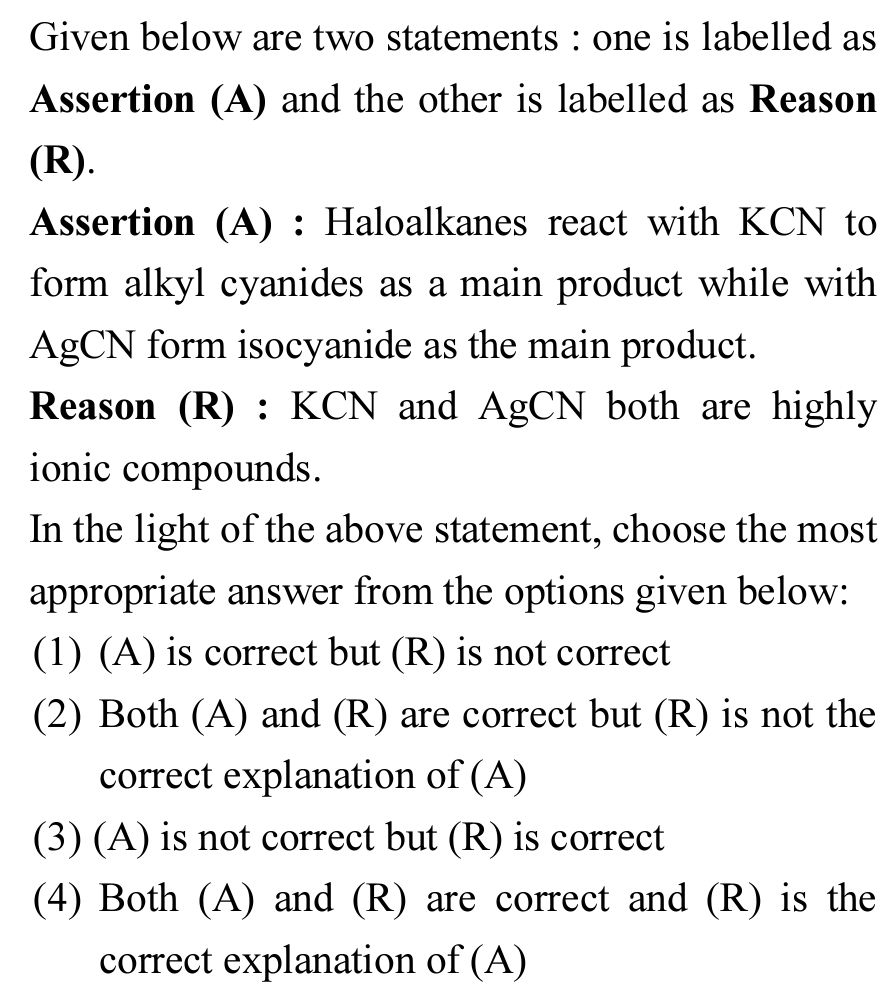 Given below are two statements : one is labelled as
Assertion (A) and the other is labelled as Reason
(R).
Assertion (A) : Haloalkanes react with KCN to
form alkyl cyanides as a main product while with
AgCN form isocyanide as the main product.
Reason (R) : KCN and AgCN both are highly
ionic compounds.
In the light of the above statement, choose the most
appropriate answer from the options given below:
(1) (A) is correct but (R) is not correct
(2) Both (A) and (R) are correct but (R) is not the
correct explanation of (A)
(3) (A) is not correct but (R) is correct
(4) Both (A) and (R) are correct and (R) is the
correct explanation of (A)